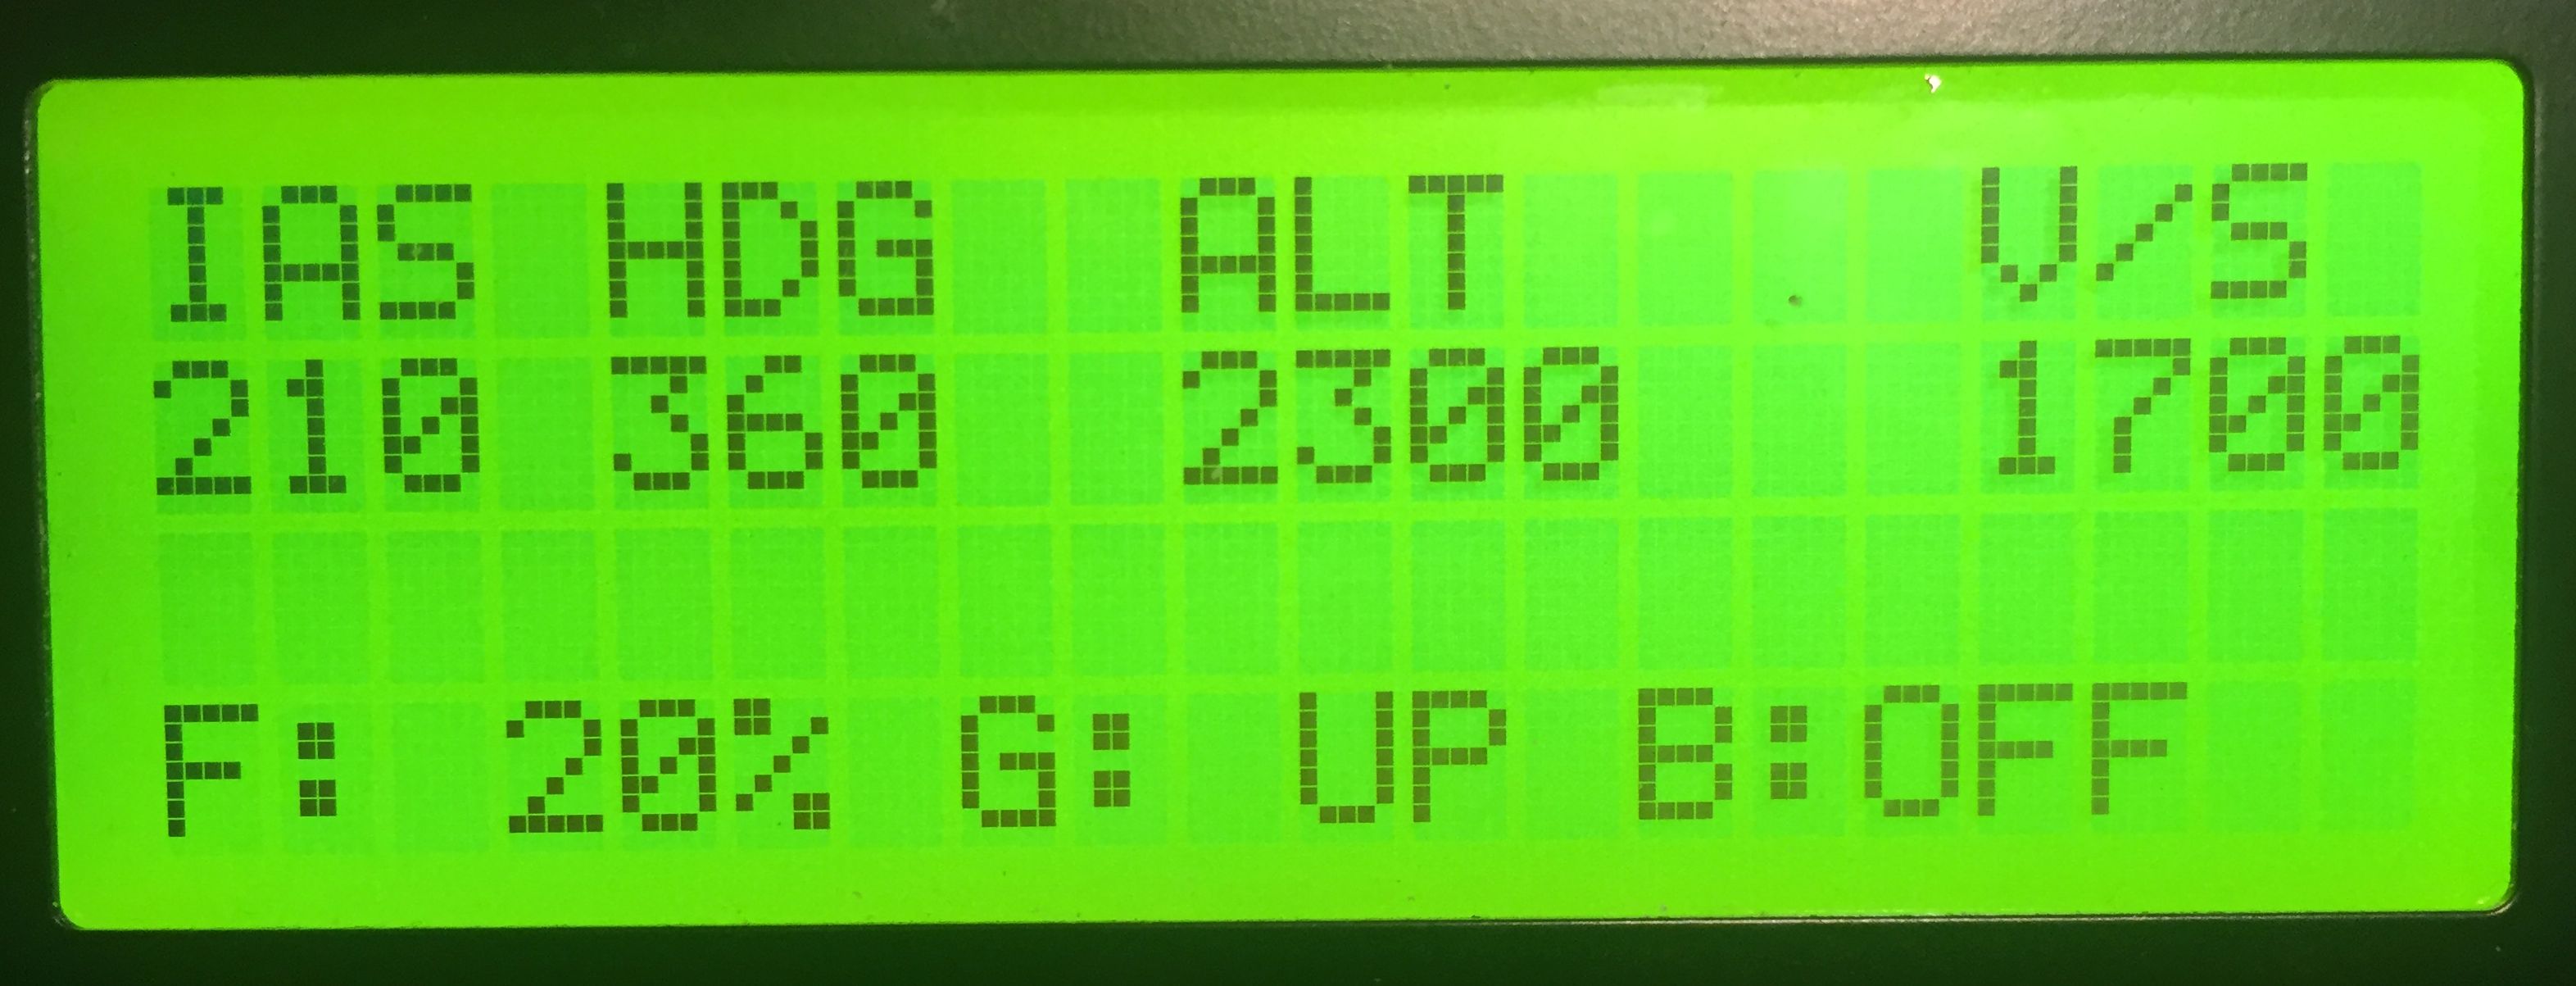 IAS HDG  ALT    V/S
210 360  2300   1700
F: 20% G: UP B:OFF